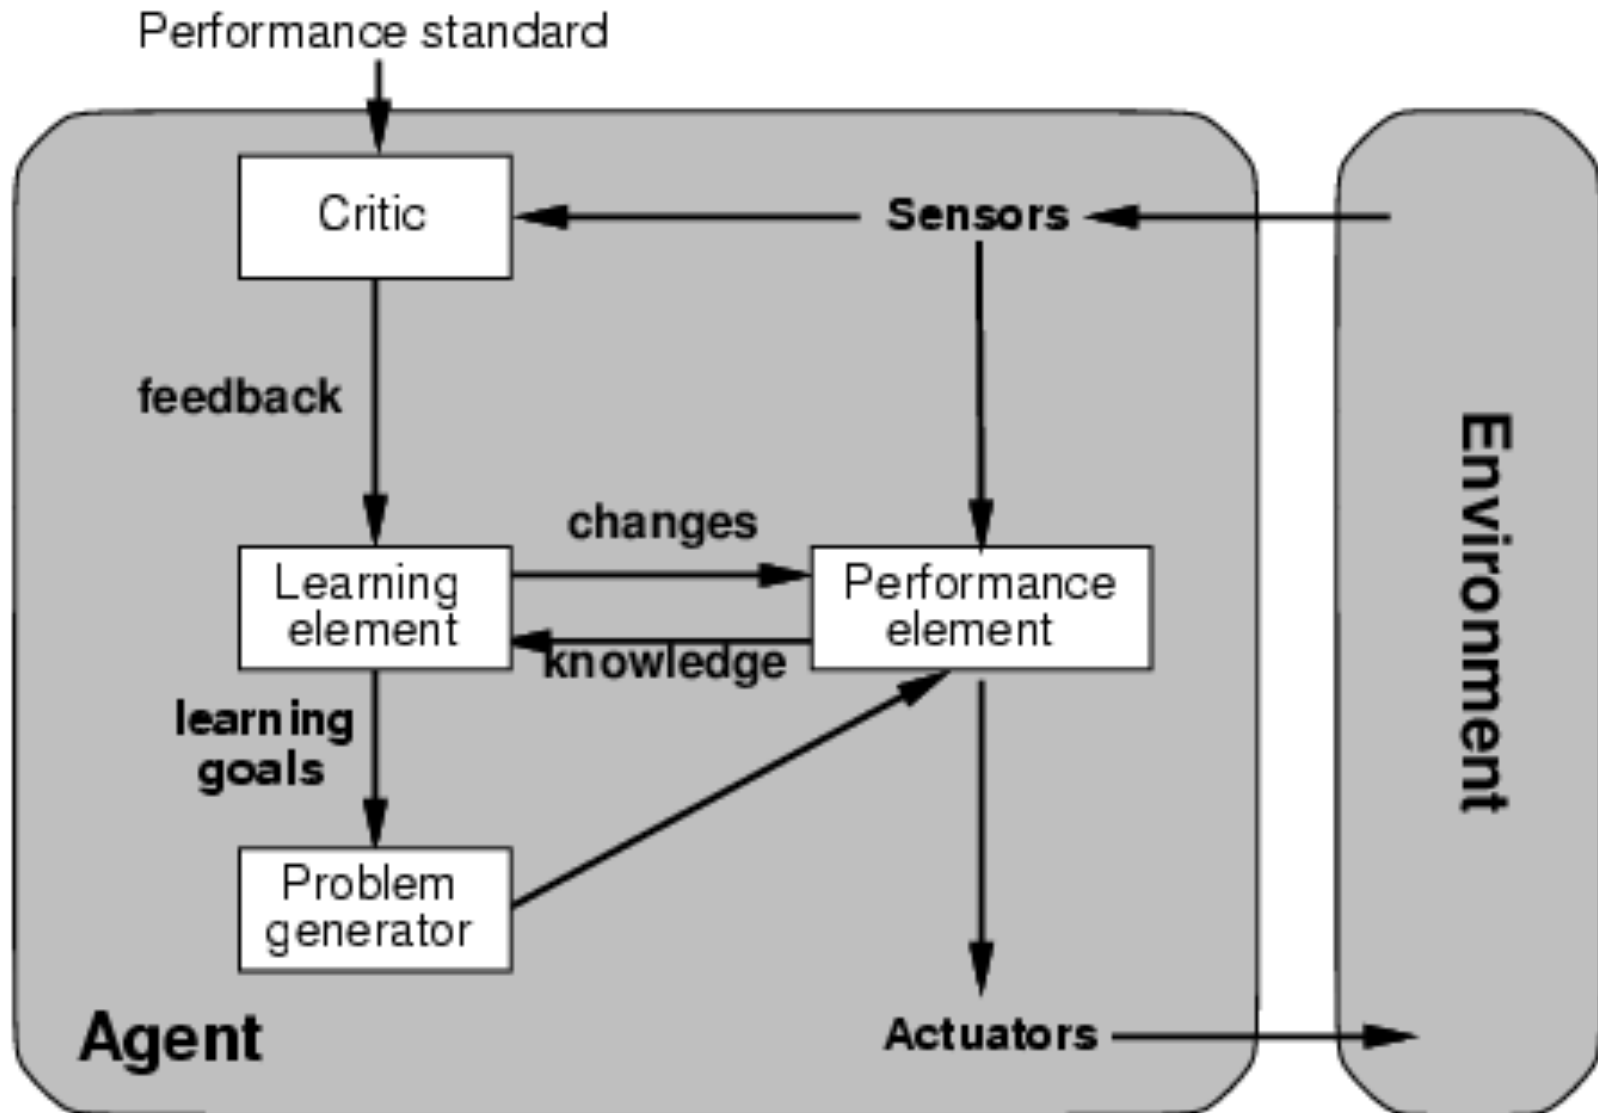 Performance standard
Critic
Sensors
feedback
changes
Learning
element
Performance
element
knowledge
learning
goals
Problem
generator
Agent
Actuators
Environment